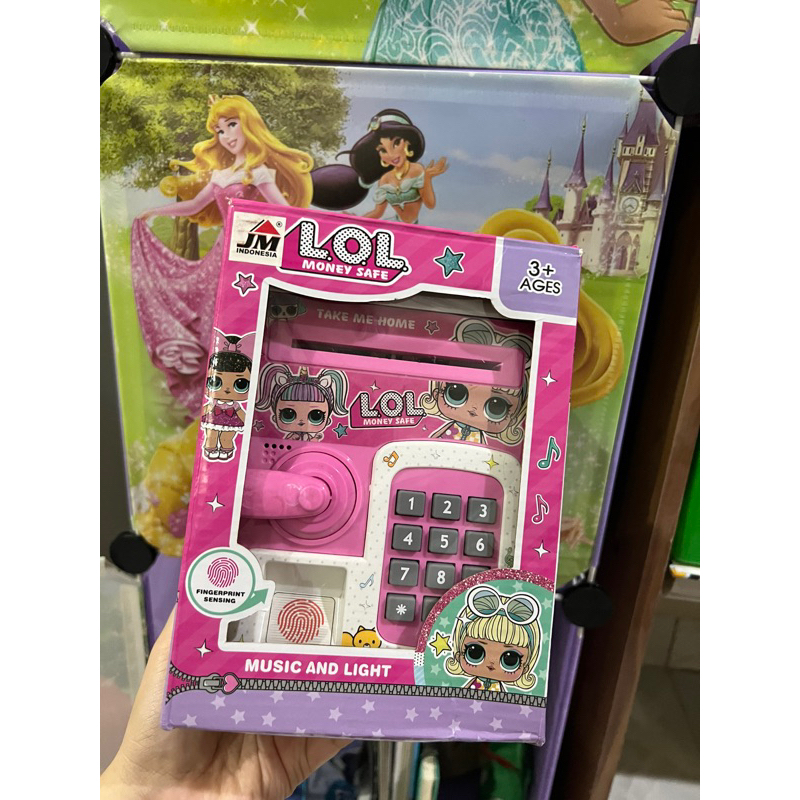 JM
INDONESIA
L.O.L.
MONEY SAFE
3+
AGES
TAKE ME HOME
L.O.L.
MONEY SAFE
1 2 3
4 5 6
7 8
*
FINGERPRINT
SENSING
MUSIC AND LIGHT